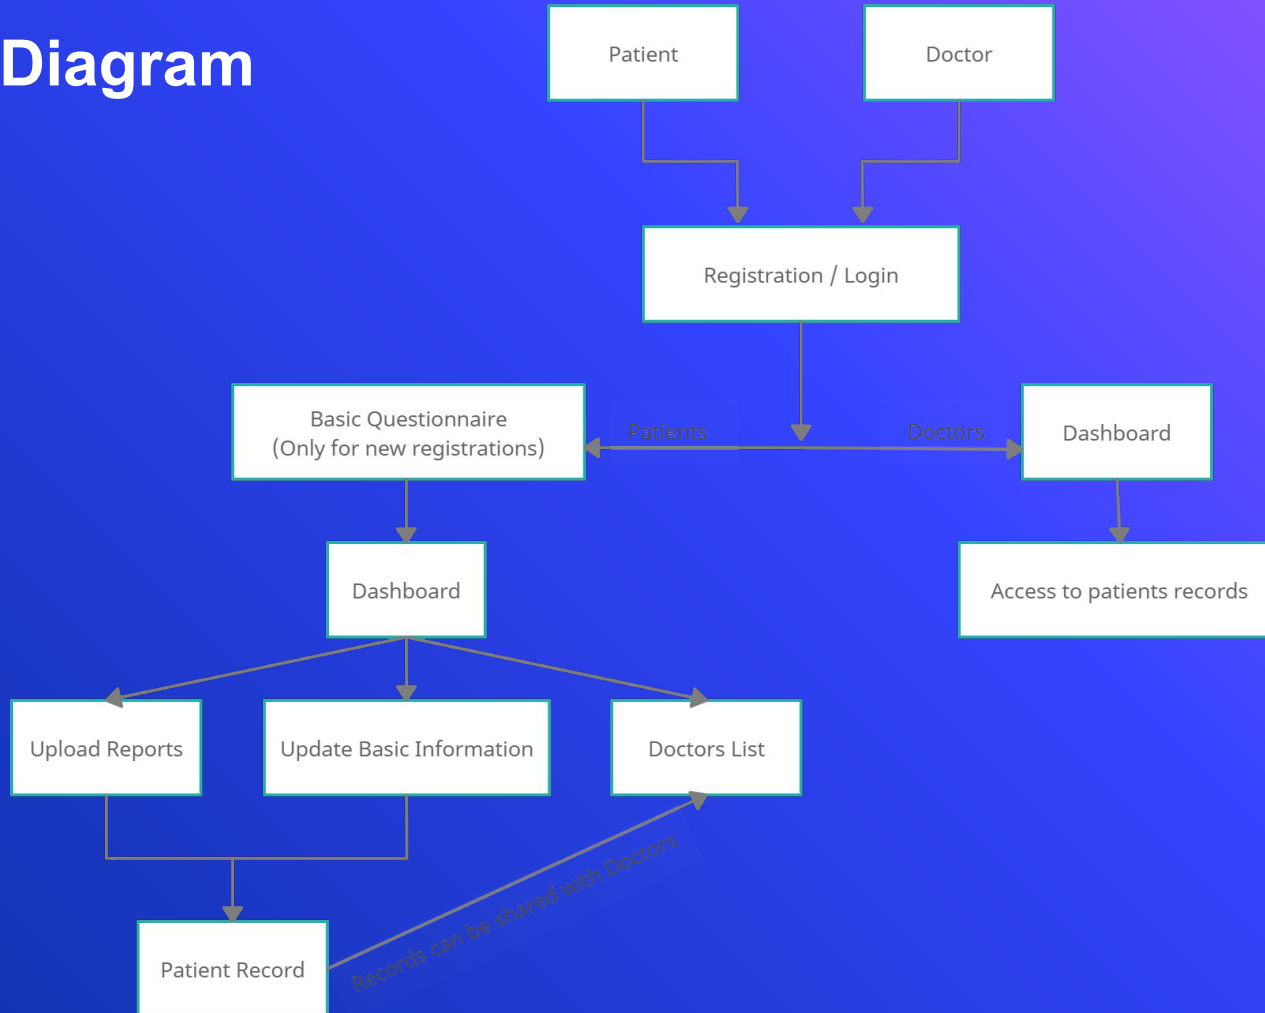 Diagram
Patient
Doctor
Registration / Login
Basic Questionnaire
(Only for new registrations)
Patients
Doctors
Dashboard
Dashboard
Access to patients records
Upload Reports
Update Basic Information
Doctors List
Records can be shared with Doctors
Patient Record